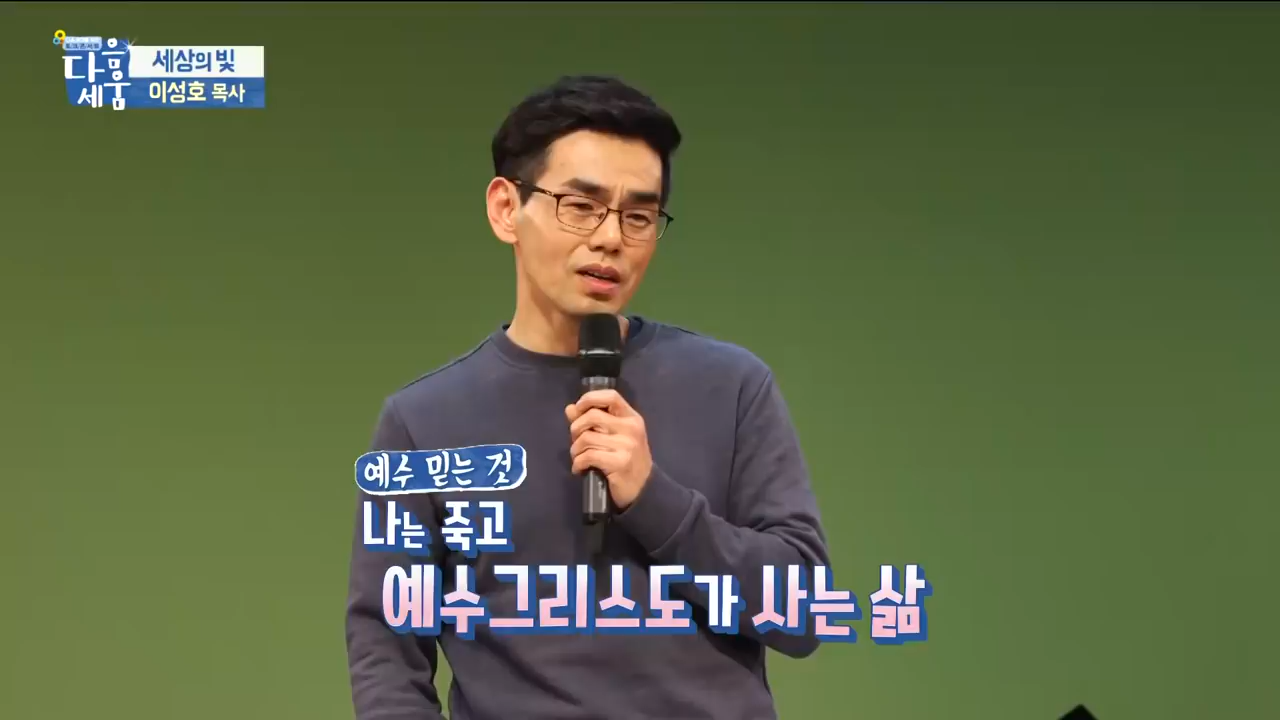 다음세움
세상의 빛
이성호 목사
예수 믿는 것
나는 죽고
예수그리스도가 사는 삶